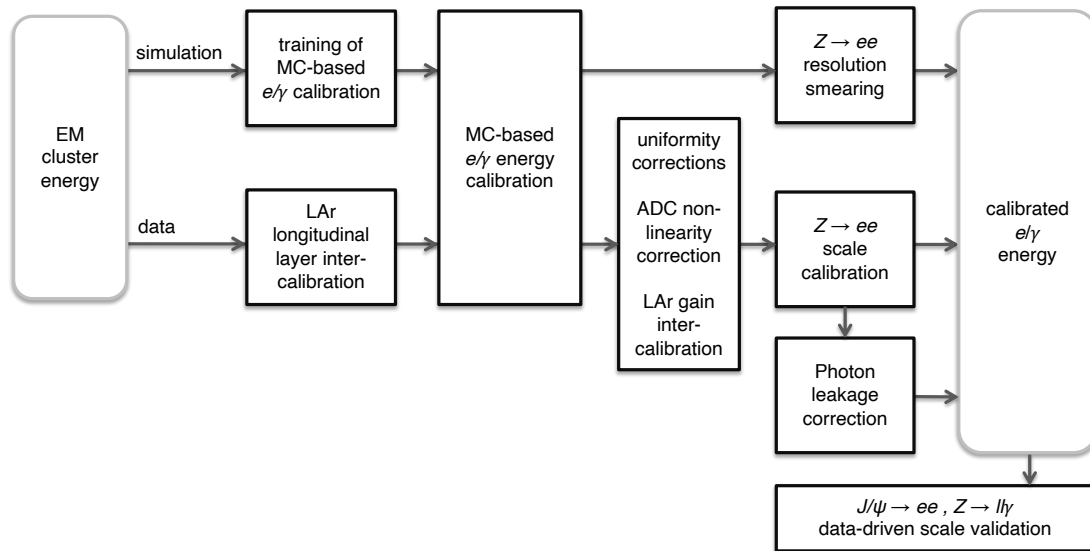 EM
cluster
energy
simulation
data
training of
MC-based
e/γ calibration
LAr
longitudinal
layer inter-
calibration
MC-based
e/γ energy
calibration
uniformity
corrections
ADC non-
linearity
correction
LAr gain
inter-
calibration
Z → ee
resolution
smearing
Z → ee
scale
calibration
Photon
leakage
correction
calibrated
e/γ
energy
J/ψ → ee , Z → llγ
data-driven scale validation